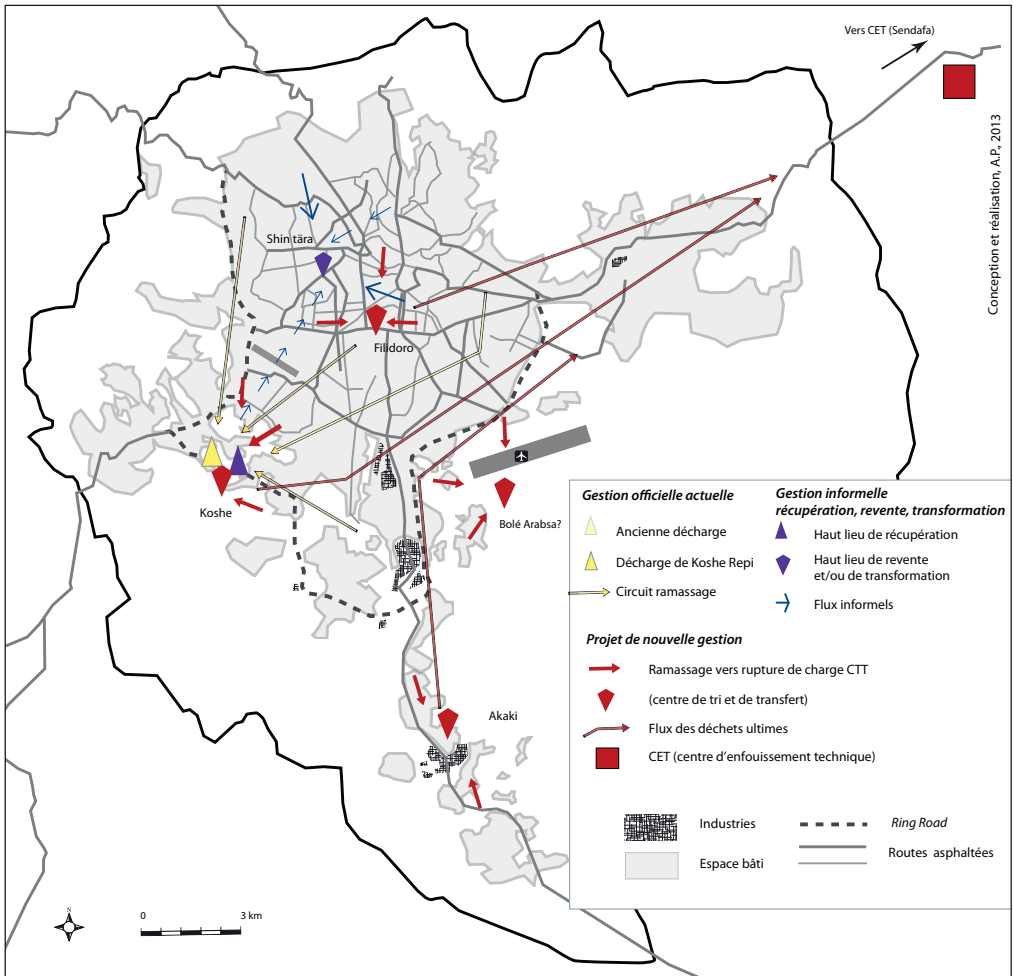 Vers CET (Sendafa)
Conception et réalisation, A.P., 2013
Shin tära
Filidoro
Koshe
Bolé Arabsa?
Akaki
Gestion officielle actuelle
Ancienne décharge
Décharge de Koshe Repi
Circuit ramassage
Gestion informelle
récupération, revente, transformation
Haut lieu de récupération
Haut lieu de revente
et/ou de transformation
Flux informels
Projet de nouvelle gestion
Ramassage vers rupture de charge CTT
(centre de tri et de transfert)
Flux des déchets ultimes
CET (centre d'enfouissement technique)
Industries
Espace bâti
Ring Road
Routes asphaltées
N
0
3 km